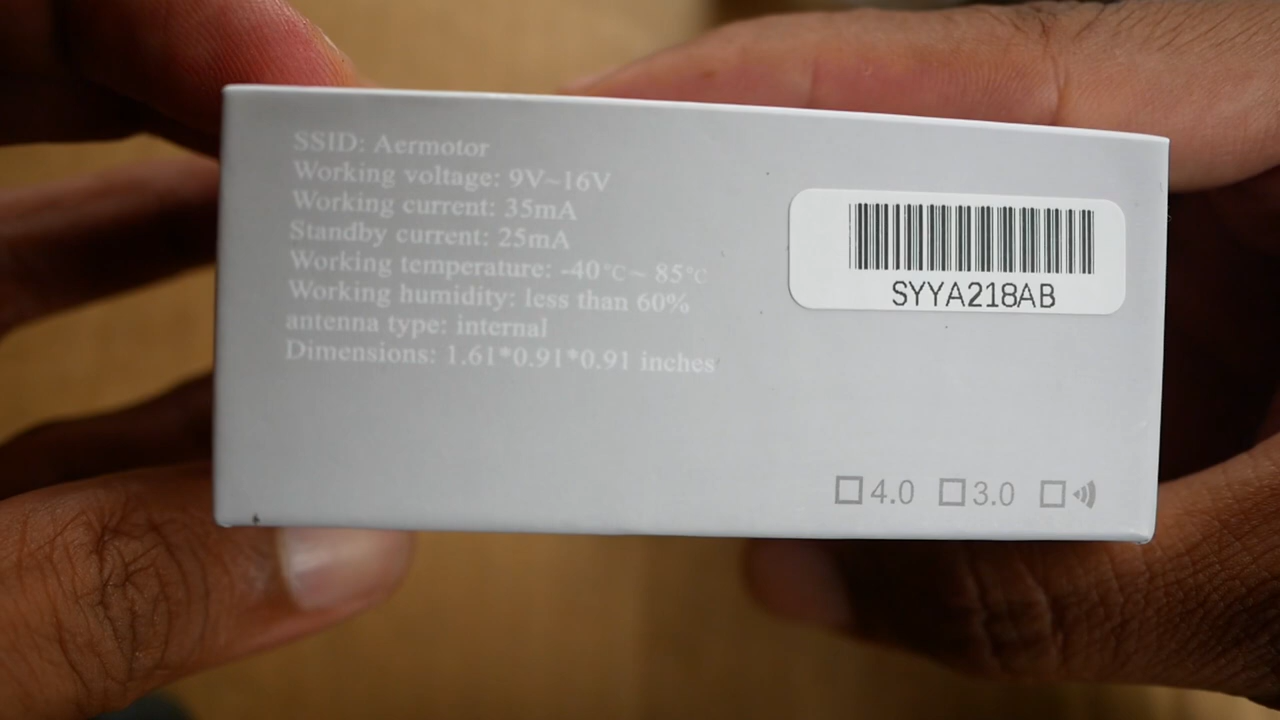 SSID: Aermotor
Working voltage: 9V~16V
Working current: 35mA
Standby current: 25mA
Working temperature: -40°C~ 85°C
Working humidity: less than 60%
antenna type: internal
Dimensions: 1.61*0.91*0.91 inches
SYYA218AB
4.0 3.0